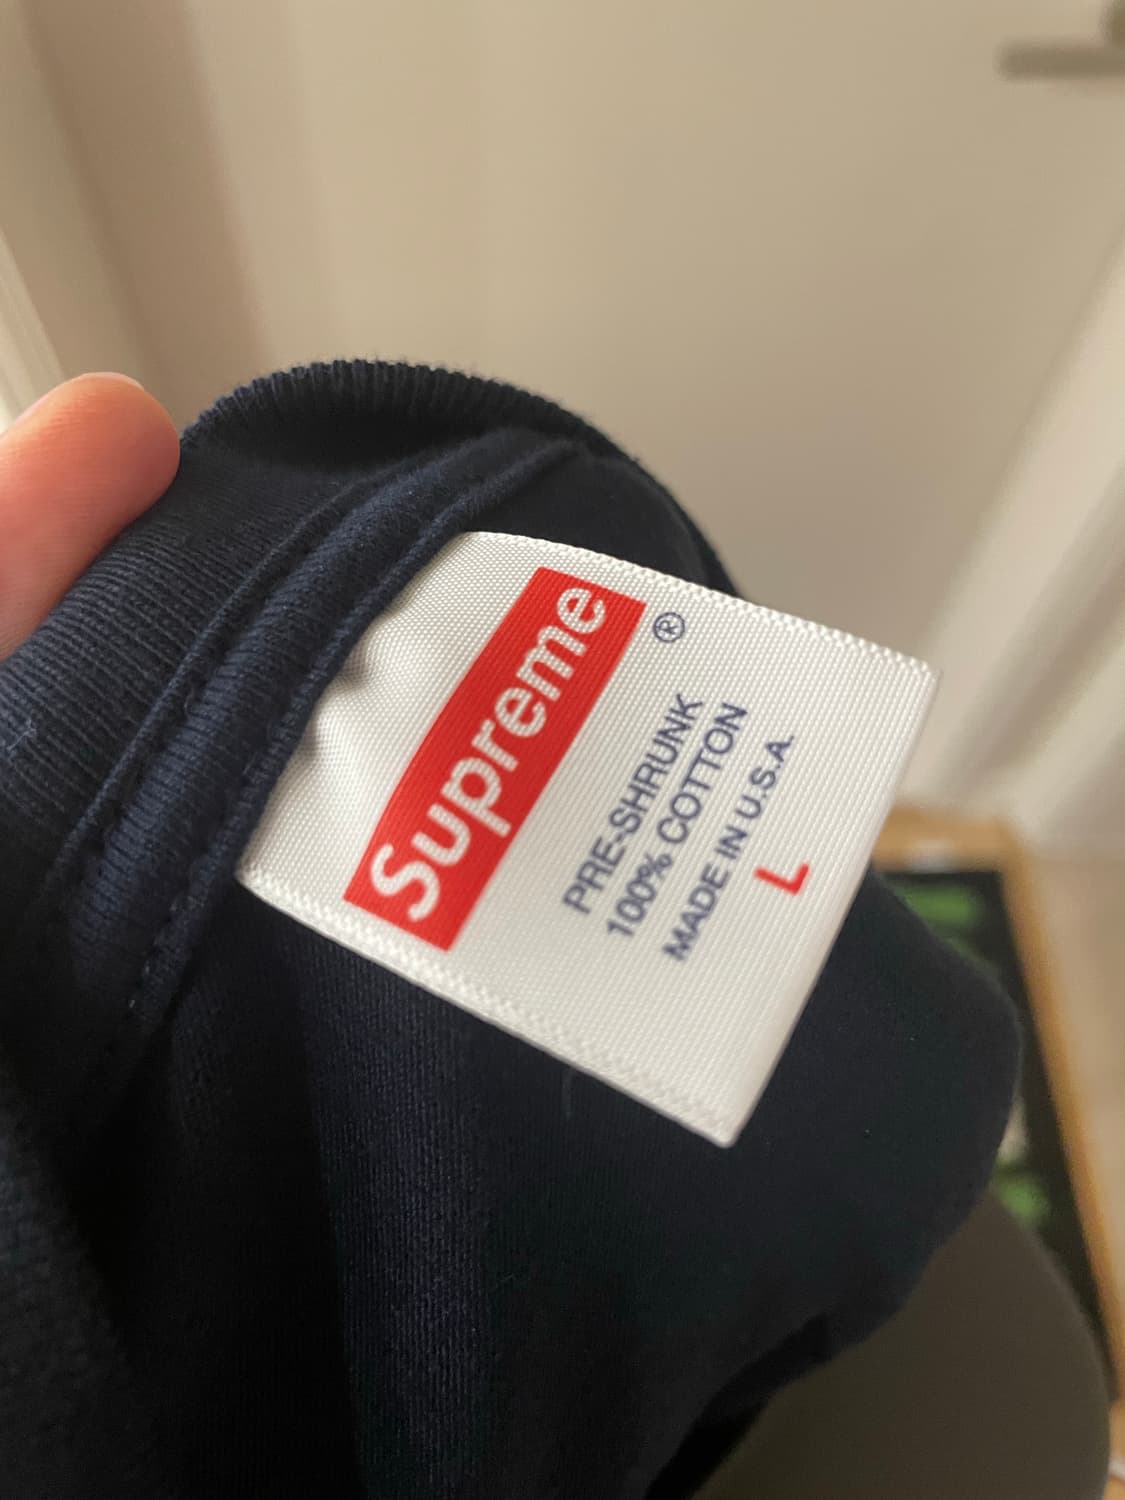 Supreme®
PRE-SHRUNK
100% COTTON
MADE IN U.S.A.
L